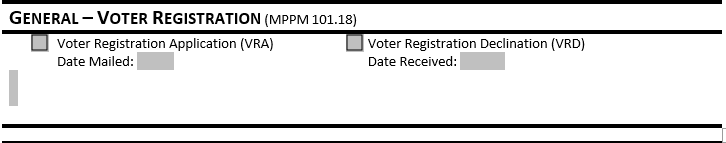 GENERAL – VOTER REGISTRATION (MPPM 101.18)
Voter Registration Application (VRA) Voter Registration Declination (VRD)
Date Mailed: Date Received: